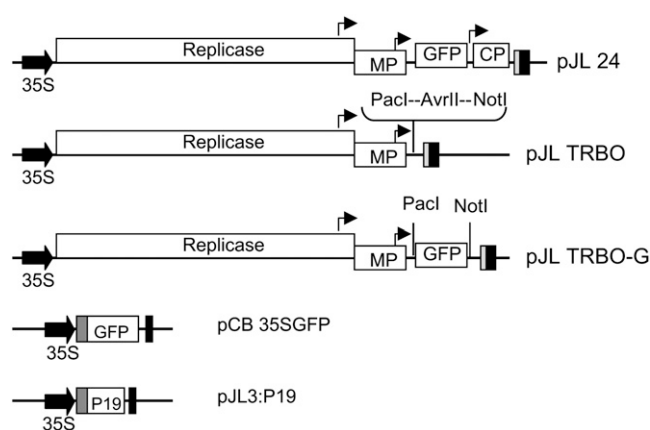 Replicase
MP
GFP
CP
35S
pJL 24
PacI--AvrII--NotI
Replicase
MP
35S
pJL TRBO
PacI
NotI
Replicase
MP
GFP
35S
pJL TRBO-G
GFP
35S
pCB 35SGFP
P19
35S
pJL3:P19